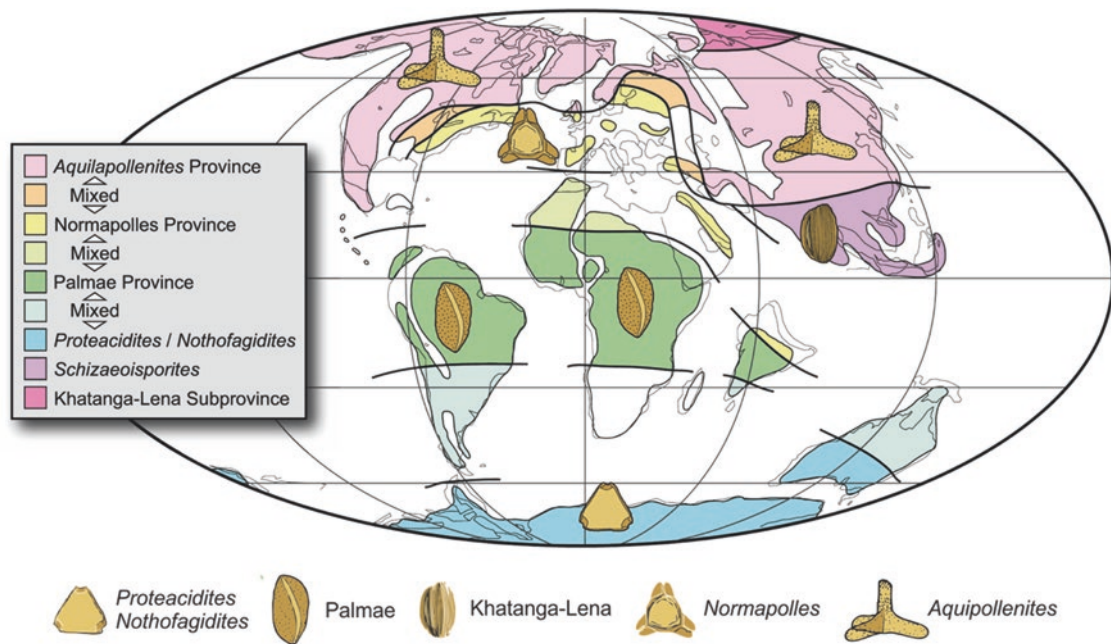 Aquilapollenites Province
Mixed
Normapolles Province
Mixed
Palmae Province
Mixed
Proteacidites / Nothofagidites
Schizaeoisporites
Khatanga-Lena Subprovince
Proteacidites
Nothofagidites
Palmae
Khatanga-Lena
Normapolles
Aquipollenites